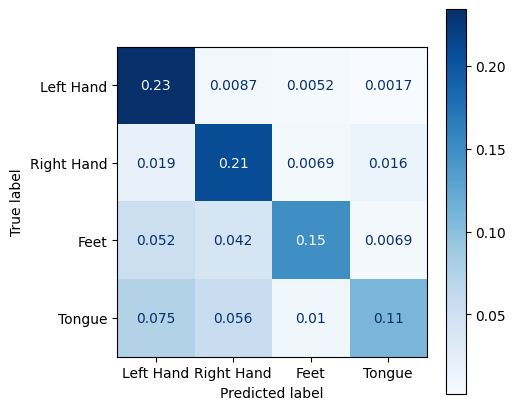 0.20
Left Hand 0.23 0.0087 0.0052 0.0017
Right Hand 0.019 0.21 0.0069 0.016
0.15
True label
Feet 0.052 0.042 0.15 0.0069
0.10
Tongue 0.075 0.056 0.01 0.11
0.05
Left Hand Right Hand Feet Tongue
Predicted label